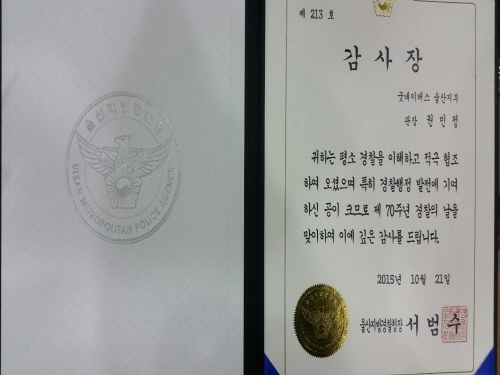 울산지방경찰청
ULSAN METROPOLITAN POLICE AGENCY
제 213 호
감 사 장
굿네이버스 울산지부
관장 권 민 정
귀하는 평소 경찰을 이해하고 적극 협조
하여 오셨으며 특히 경찰행정 발전에 기여
하신 공이 크므로 제 70주년 경찰의 날을
맞이하여 이에 깊은 감사를 드립니다.
2015년 10월 21일
울산지방경찰청장 서 범 수